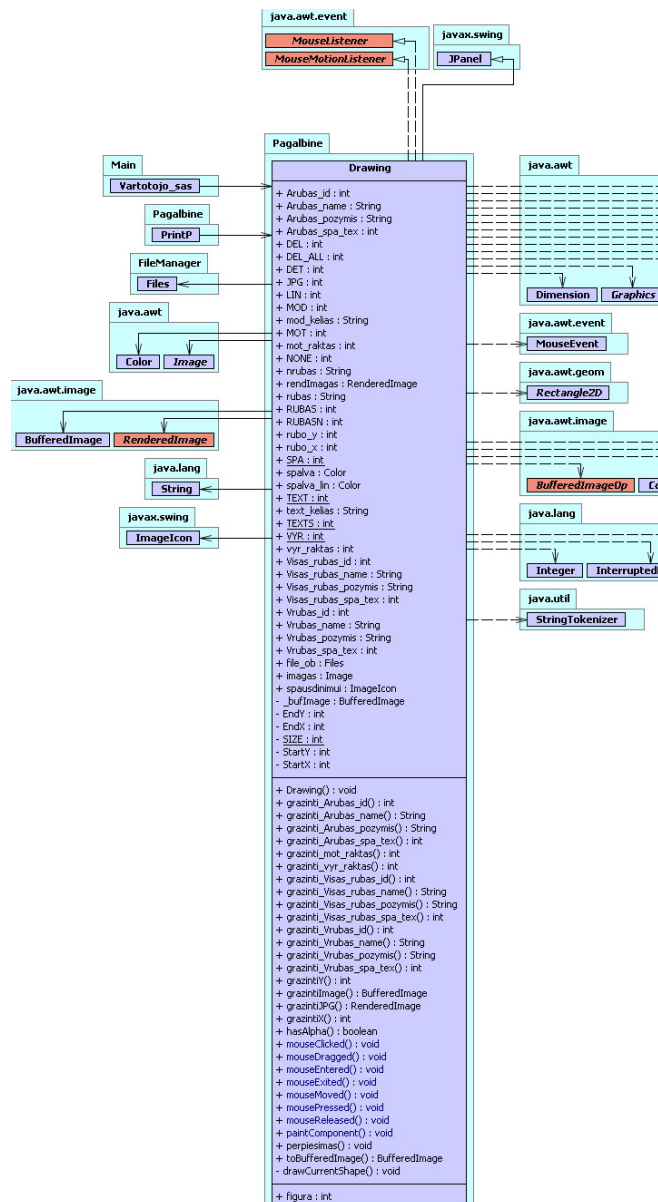 java.awt.event
MouseListener
MouseMotionListener
javax.swing
JPanel
Pagalbine
Drawing
Main
Vartotojo_sas
Pagalbine
PrintP
FileManager
Files
java.awt
Color
Image
java.awt.image
BufferedImage
RenderedImage
java.lang
String
javax.swing
ImageIcon
+ Arubas_id : int
+ Arubas_name : String
+ Arubas_pozymis : String
+ Arubas_spa_tex : int
+ DEL : int
+ DEL_ALL : int
+ DET : int
+ JPG : int
+ LIN : int
+ MOD : int
+ mod_kelias : String
+ MOT : int
+ mot_raktas : int
+ NONE : int
+ nrubas : String
+ rendImagas : RenderedImage
+ rubas : String
+ RUBAS : int
+ RUBASN : int
+ rubo_y : int
+ rubo_x : int
+ SPA : int
+ spalva : Color
+ spalva_lin : Color
+ TEXT : int
+ text_kelias : String
+ TEXTS : int
+ VYR : int
+ vyr_raktas : int
+ Visas_rubas_id : int
+ Visas_rubas_name : String
+ Visas_rubas_pozymis : String
+ Visas_rubas_spa_tex : int
+ Vrubas_id : int
+ Vrubas_name : String
+ Vrubas_pozymis : String
+ Vrubas_spa_tex : int
+ file_ob : Files
+ imagas : Image
+ spausdinimui : ImageIcon
- _bufImage : BufferedImage
- EndY : int
- EndX : int
- SIZE : int
- StartY : int
- StartX : int
+ Drawing() : void
+ grazinti_Arubas_id() : int
+ grazinti_Arubas_name() : String
+ grazinti_Arubas_pozymis() : String
+ grazinti_Arubas_spa_tex() : int
+ grazinti_mot_raktas() : int
+ grazinti_vyr_raktas() : int
+ grazinti_Visas_rubas_id() : int
+ grazinti_Visas_rubas_name() : String
+ grazinti_Visas_rubas_pozymis() : String
+ grazinti_Visas_rubas_spa_tex() : int
+ grazinti_Vrubas_id() : int
+ grazinti_Vrubas_name() : String
+ grazinti_Vrubas_pozymis() : String
+ grazinti_Vrubas_spa_tex() : int
+ grazintiY() : int
+ grazintiImage() : BufferedImage
+ grazintiJPG() : RenderedImage
+ grazintiX() : int
+ hasAlpha() : boolean
+ mouseClicked() : void
+ mouseDragged() : void
+ mouseEntered() : void
+ mouseExited() : void
+ mouseMoved() : void
+ mousePressed() : void
+ mouseReleased() : void
+ paintComponent() : void
+ perpiesimas() : void
+ toBufferedImage() : BufferedImage
- drawCurrentShape() : void
+ figura : int
java.awt
Dimension
Graphics
java.awt.event
MouseEvent
java.awt.geom
Rectangle2D
java.awt.image
BufferedImageOp
java.lang
Integer
java.util
StringTokenizer